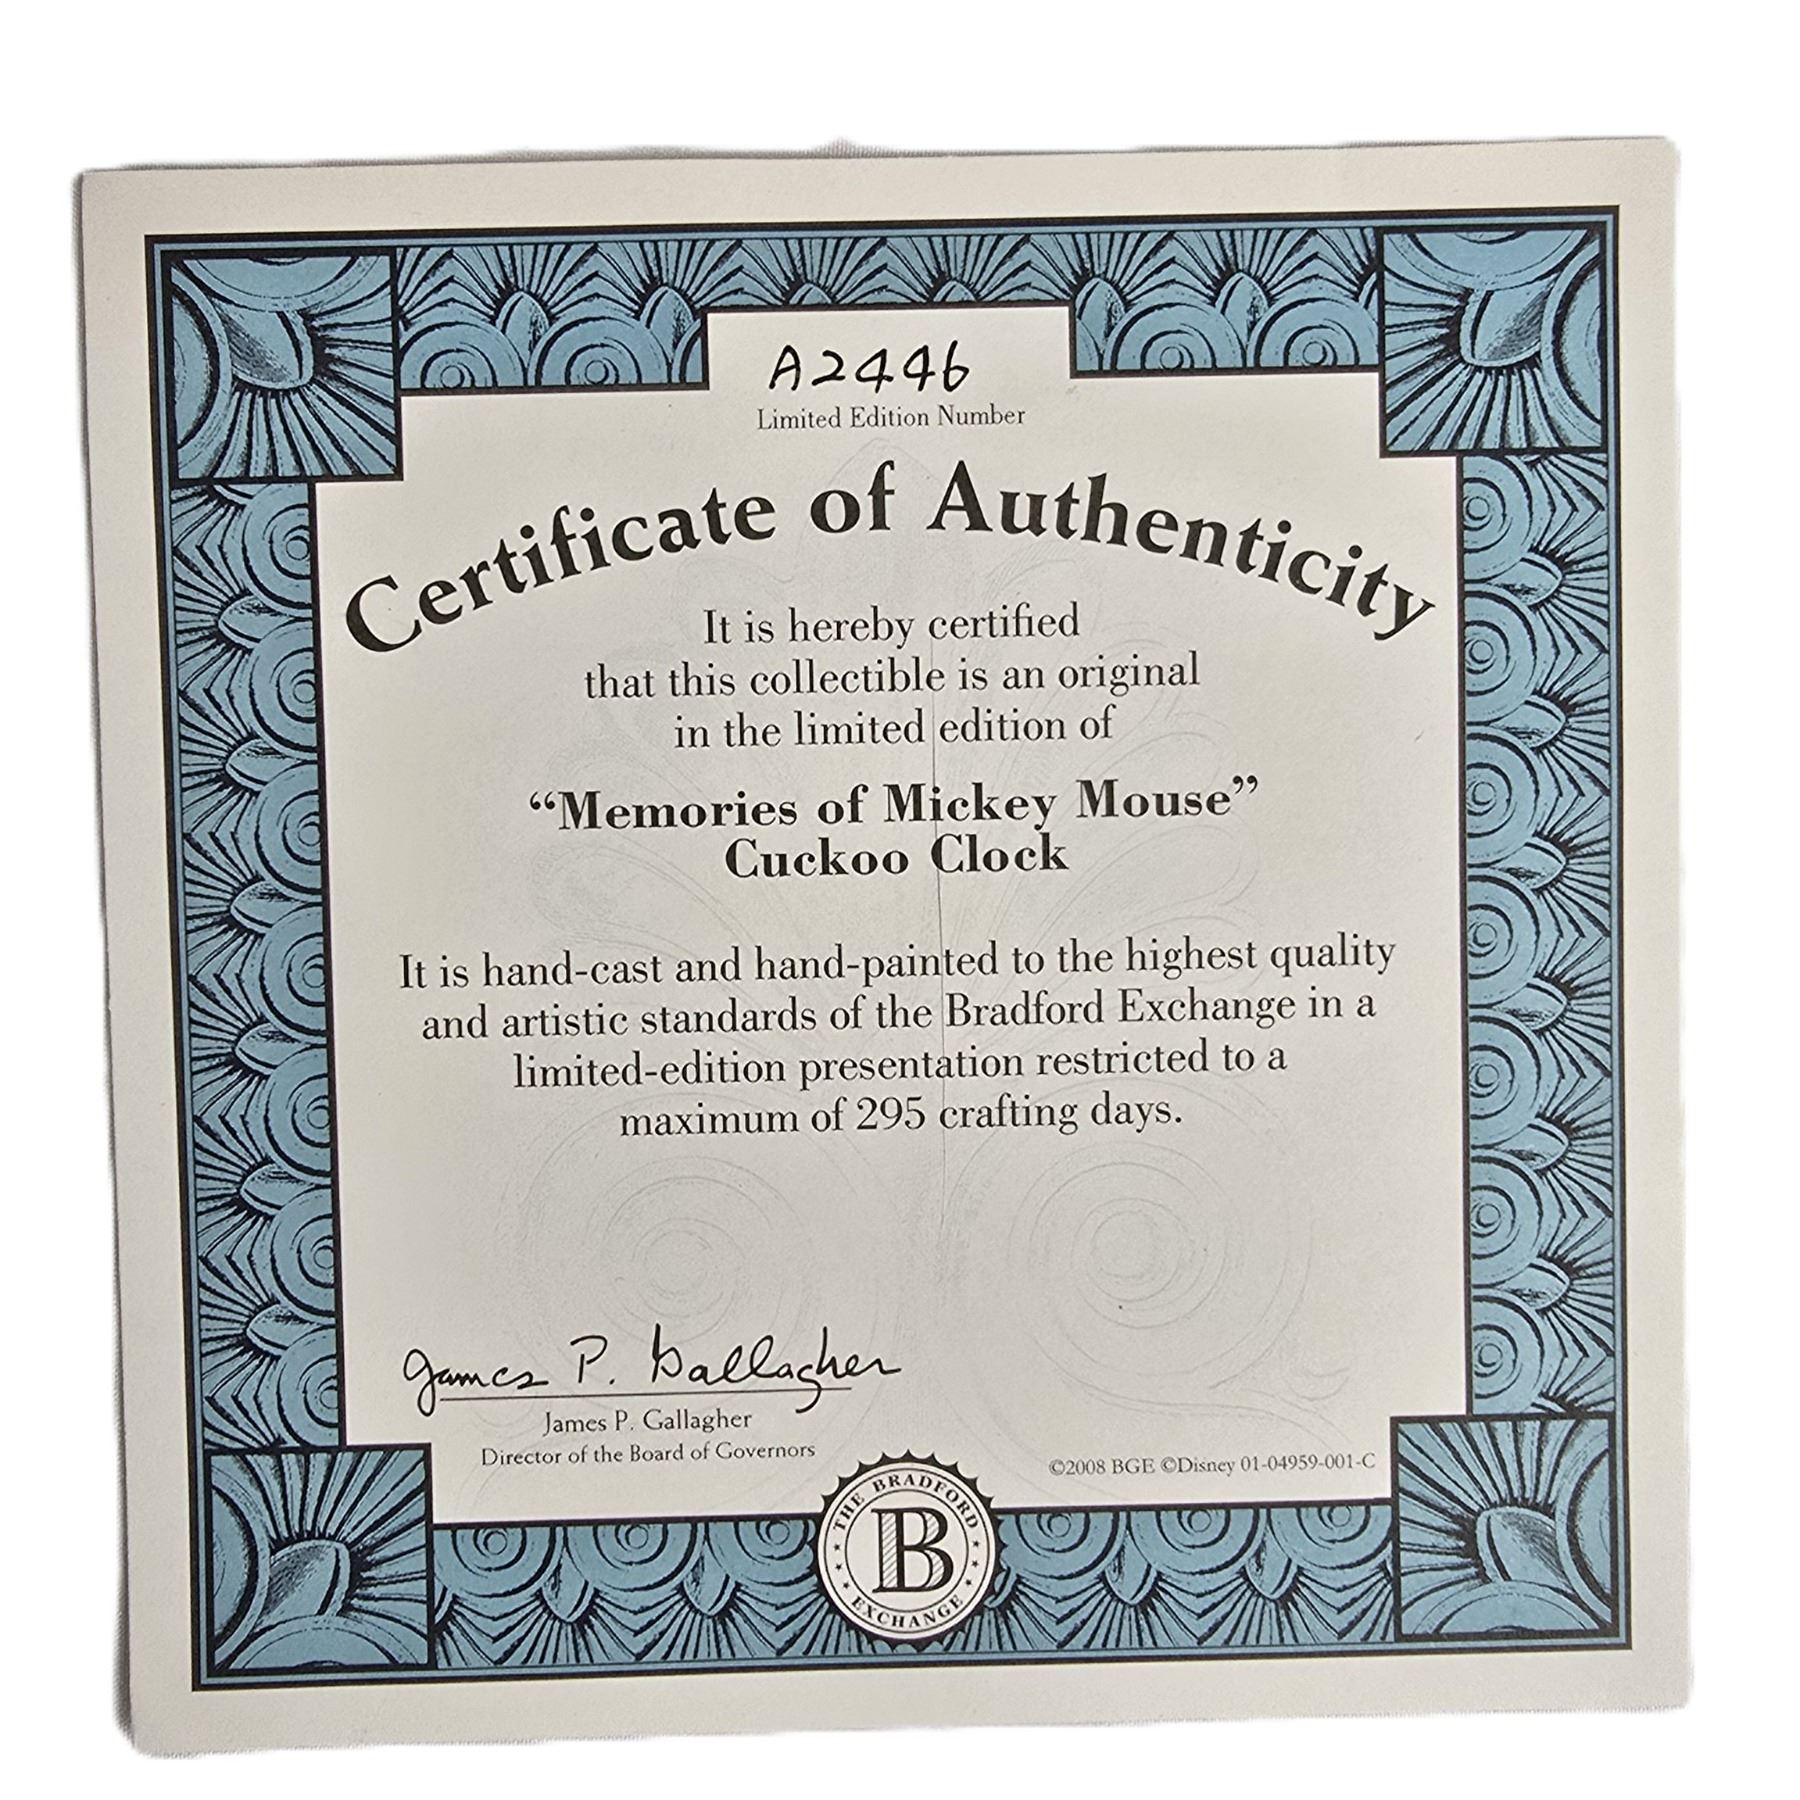 A2446
Limited Edition Number
Certificate of Authenticity
It is hereby certified
that this collectible is an original
in the limited edition of
“Memories of Mickey Mouse”
Cuckoo Clock
It is hand-cast and hand-painted to the highest quality
and artistic standards of the Bradford Exchange in a
limited-edition presentation restricted to a
maximum of 295 crafting days.
James P. Gallagher
James P. Gallagher
Director of the Board of Governors
©2008 BGE ©Disney 01-04959-001-C
THE BRADFORD
B
EXCHANGE